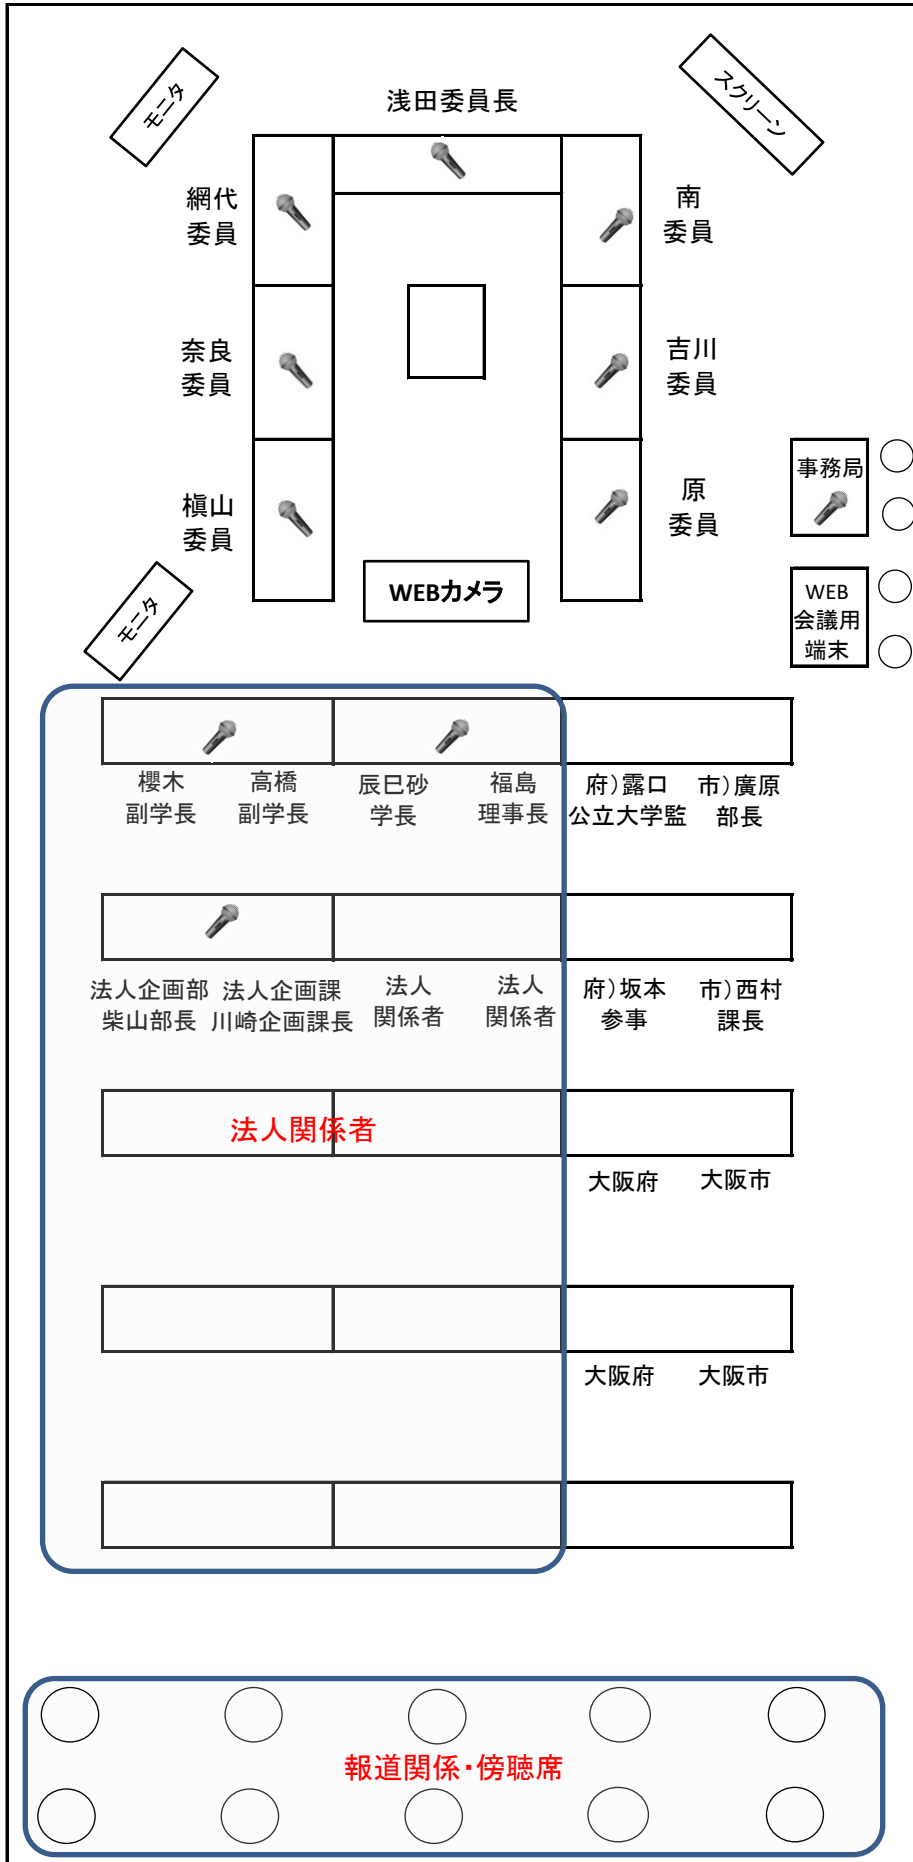 モニタ
スクリーン
浅田委員長
網代
委員
南
委員
奈良
委員
吉川
委員
槇山
委員
原
委員
事務局
WEBカメラ
モニタ
WEB
会議用
端末
櫻木
副学長
高橋
副学長
辰巳砂
学長
福島
理事長
府)露口
公立大学監
市)廣原
部長
法人企画部
柴山部長
法人企画課
川崎企画課長
法人
関係者
法人
関係者
府)坂本
参事
市)西村
課長
法人関係者
大阪府
大阪市
大阪府
大阪市
報道関係・傍聴席